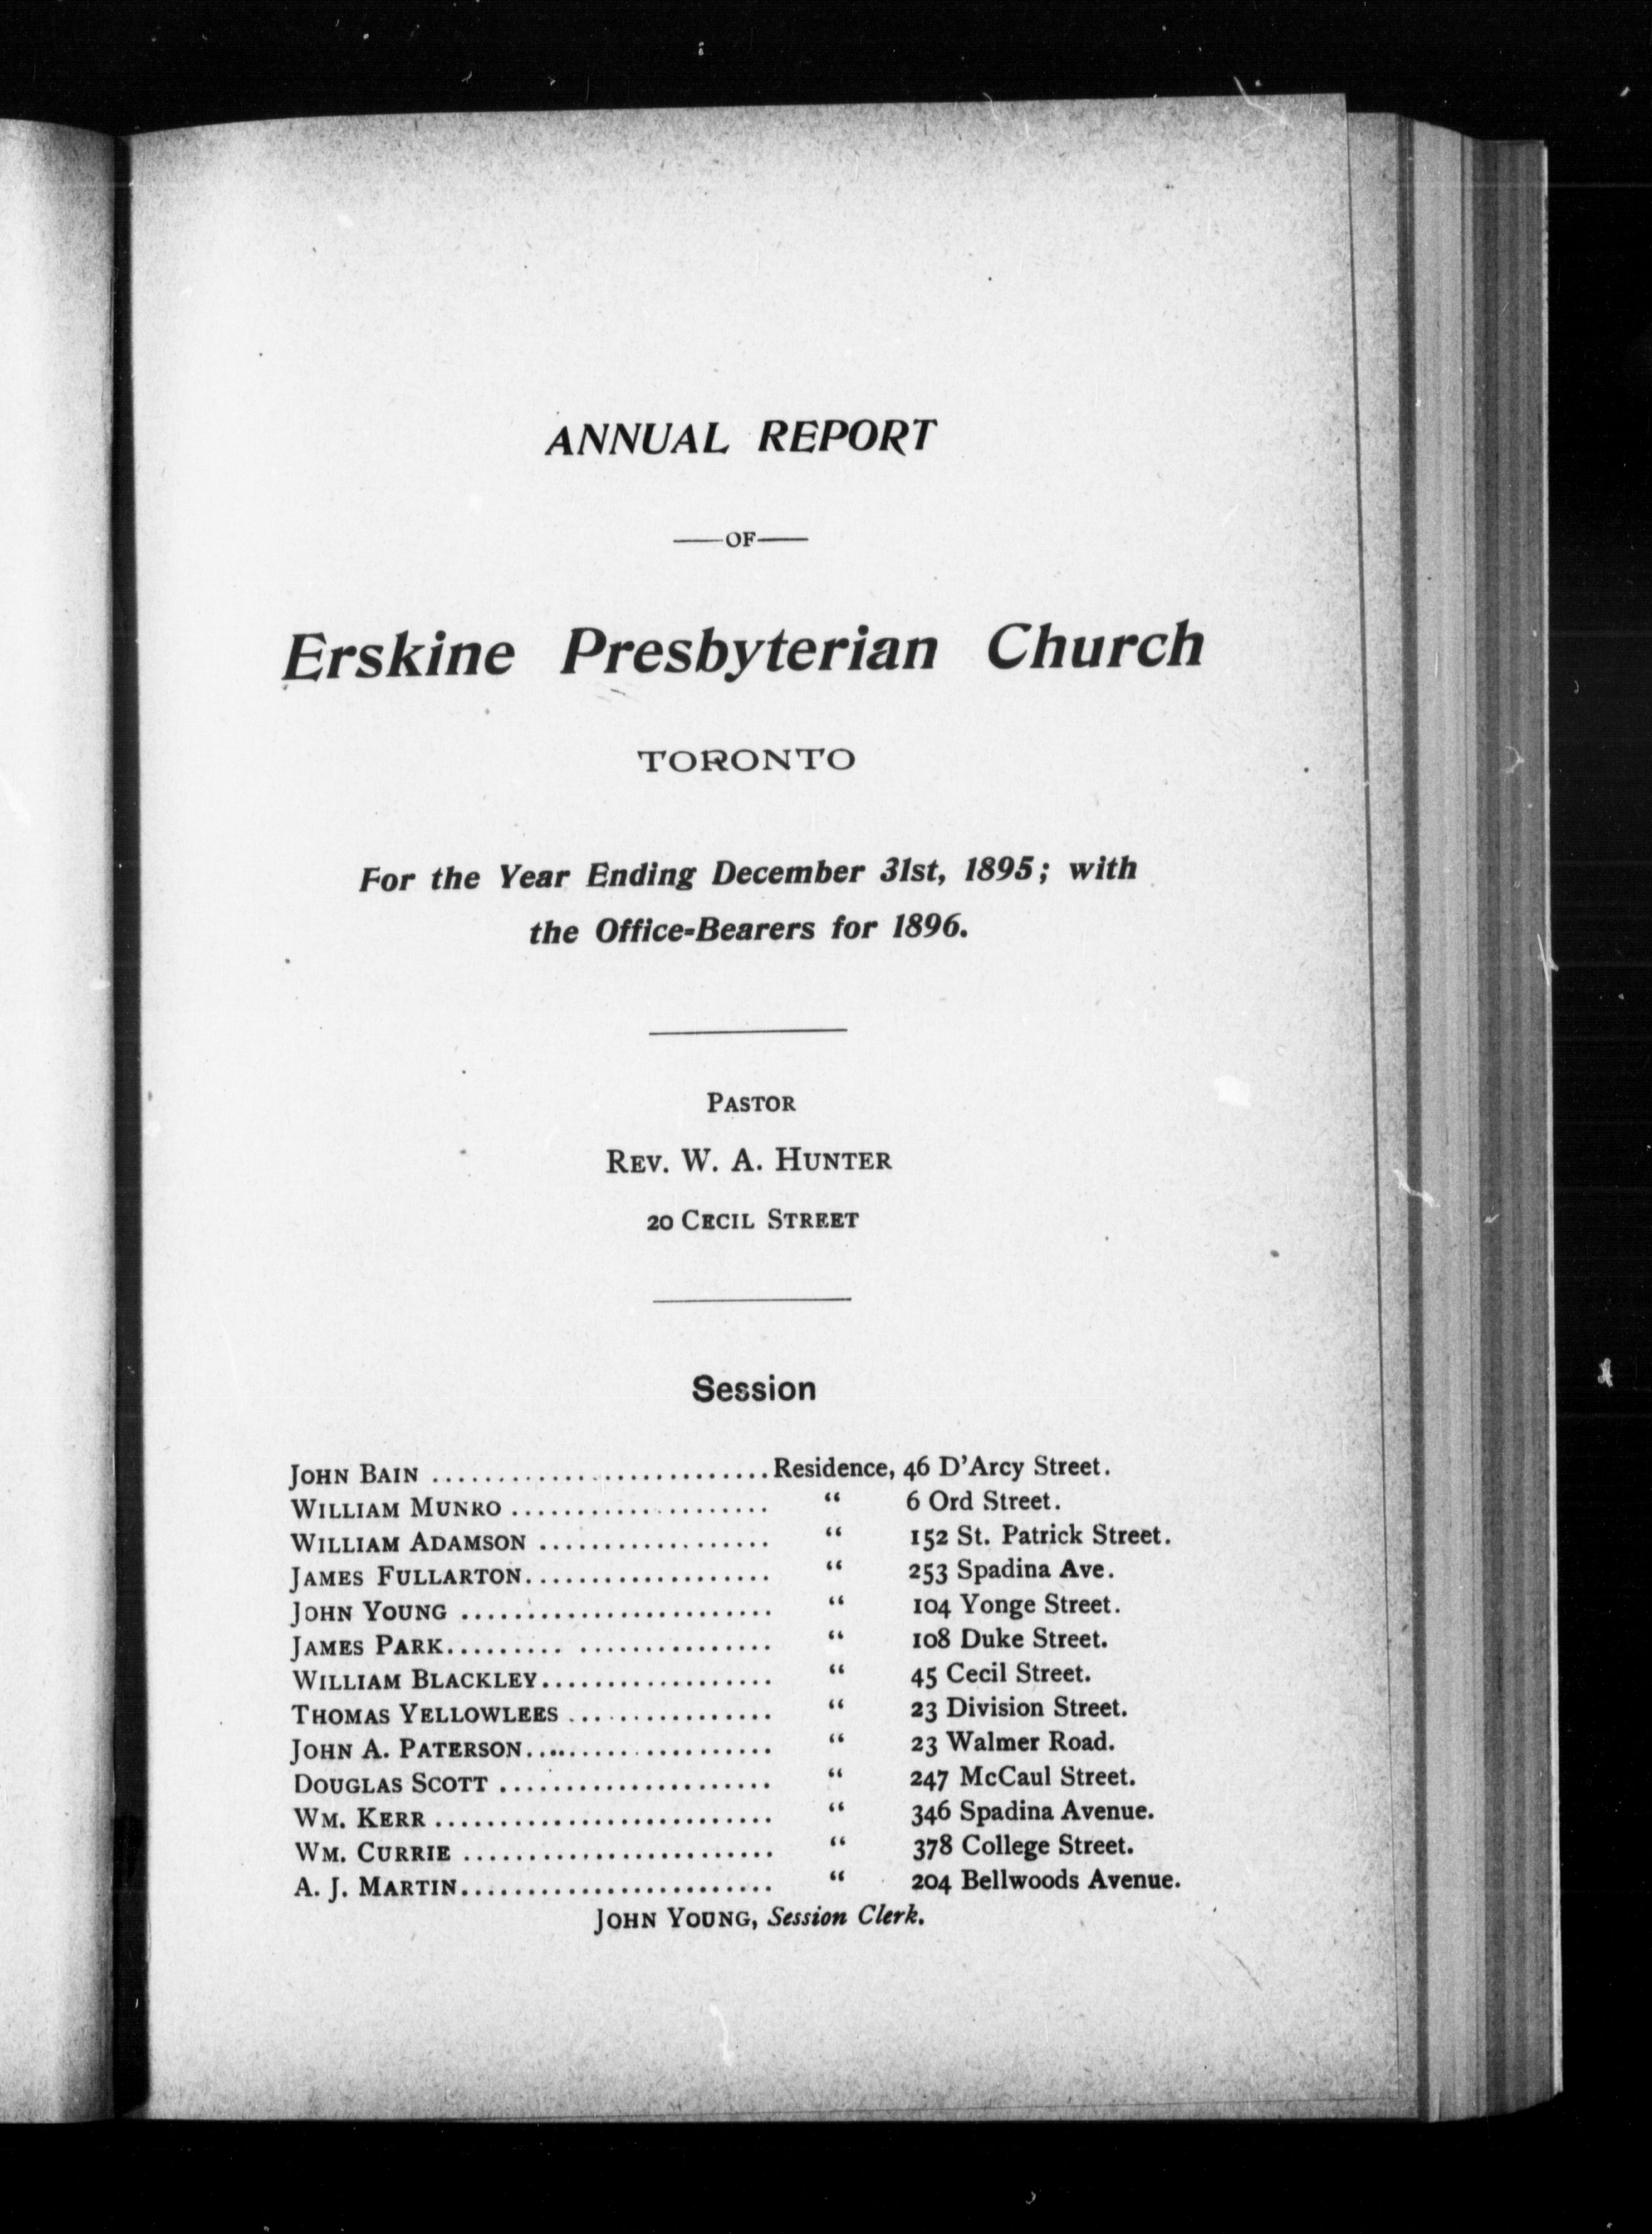 ANNUAL REPORT
—OF—
Erskine Presbyterian Church
TORONTO
For the Year Ending December 31st, 1895; with
the Office-Bearers for 1896.
PASTOR
REV. W. A. HUNTER
20 CECIL STREET
Session
JOHN BAIN .......................... Residence, 46 D'Arcy Street.
WILLIAM MUNRO .................... “ 6 Ord Street.
WILLIAM ADAMSON .................. “ 152 St. Patrick Street.
JAMES FULLARTON................... “ 253 Spadina Ave.
JOHN YOUNG ........................ “ 104 Yonge Street.
JAMES PARK......... ............... “ 108 Duke Street.
WILLIAM BLACKLEY.................. “ 45 Cecil Street.
THOMAS YELLOWLEES ................ “ 23 Division Street.
JOHN A. PATERSON................... “ 23 Walmer Road.
DOUGLAS SCOTT ..................... “ 247 McCaul Street.
WM. KERR .......................... “ 346 Spadina Avenue.
WM. CURRIE ........................ “ 378 College Street.
A. J. MARTIN........................ “ 204 Bellwoods Avenue.
JOHN YOUNG, Session Clerk.